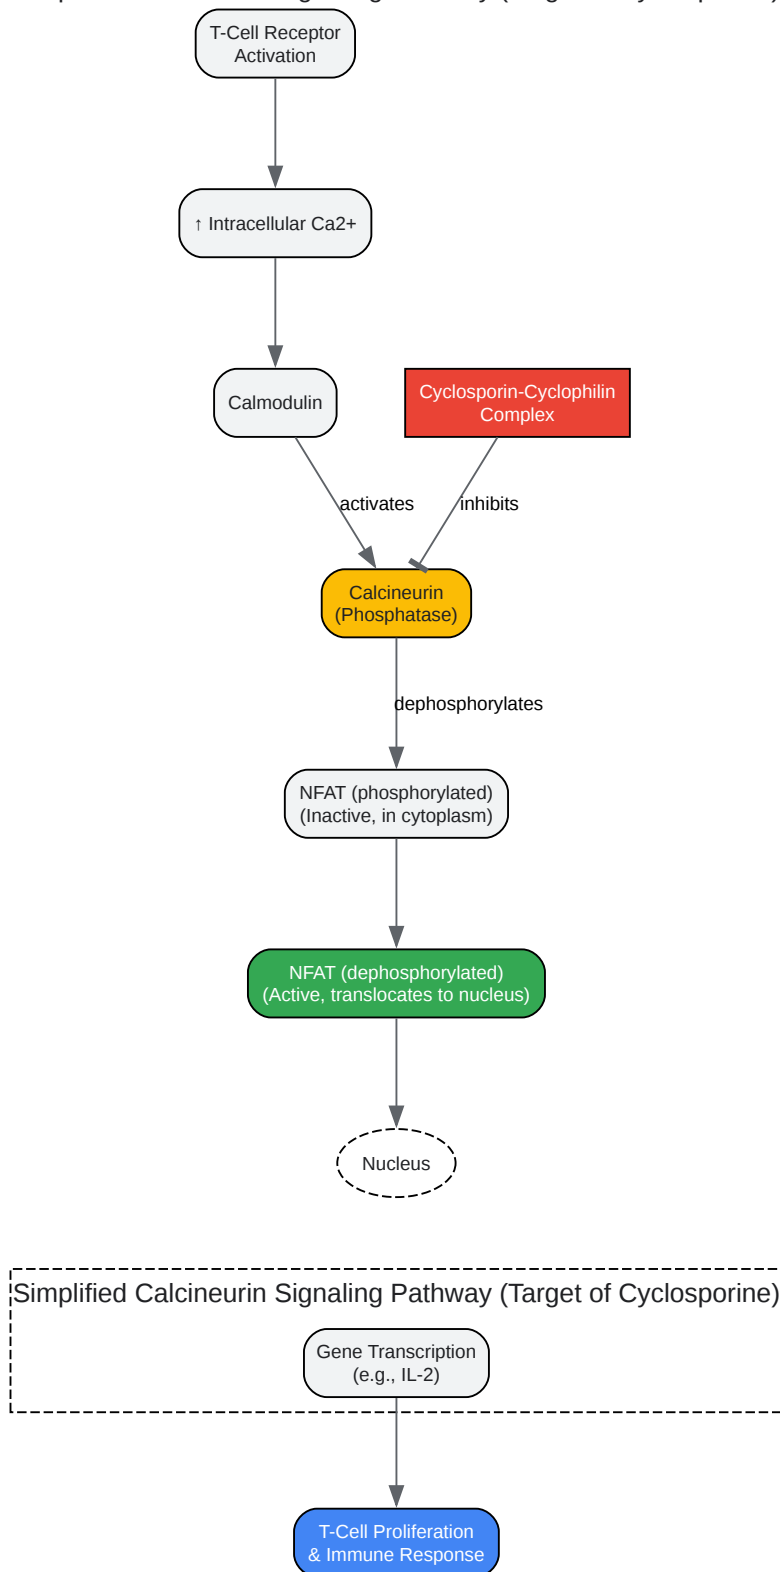 T-Cell Receptor
Activation
↑ Intracellular Ca2+
Calmodulin
Cyclosporin-Cyclophilin
Complex
activates
inhibits
Calcineurin
(Phosphatase)
dephosphorylates
NFAT (phosphorylated)
(Inactive, in cytoplasm)
NFAT (dephosphorylated)
(Active, translocates to nucleus)
Nucleus
Simplified Calcineurin Signaling Pathway (Target of Cyclosporine)
Gene Transcription
(e.g., IL-2)
T-Cell Proliferation
& Immune Response